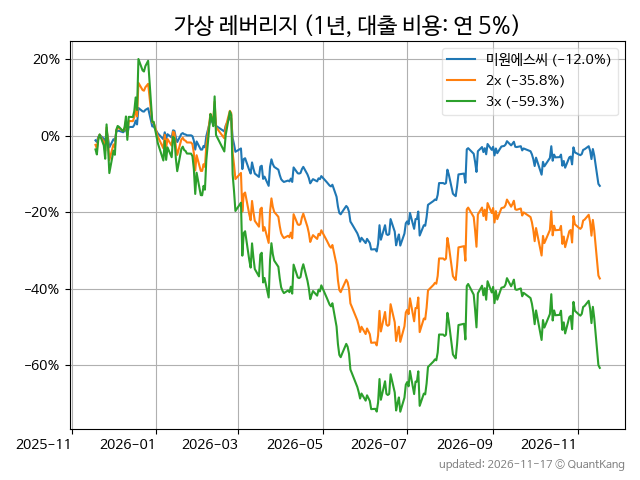 가상 레버리지 (1년, 대출 비용: 연 5%)
미원에스씨 (−12.0%)
2x (−35.8%)
3x (−59.3%)
20%
0%
−20%
−40%
−60%
2025-11 2026-01 2026-03 2026-05 2026-07 2026-09 2026-11
updated: 2026-11-17 © QuantKang